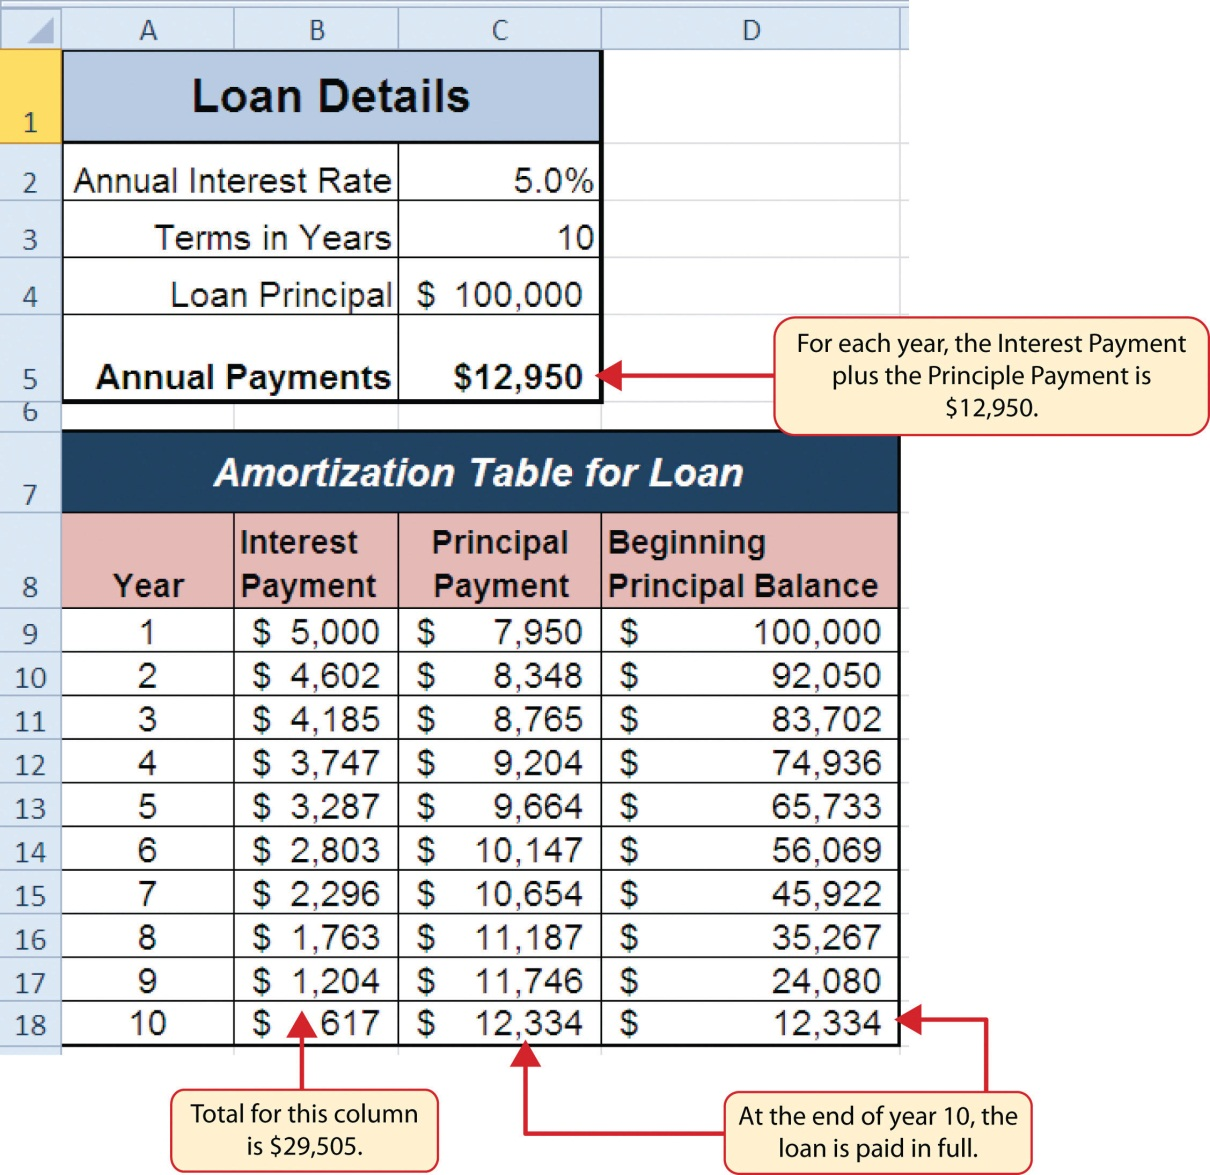 A B C D
1 Loan Details
2 Annual Interest Rate 5.0%
3 Terms in Years 10
4 Loan Principal $ 100,000
5 Annual Payments $12,950
For each year, the Interest Payment
plus the Principle Payment is
$12,950.
6
7 Amortization Table for Loan
Interest Principal Beginning
8 Year Payment Payment Principal Balance
9 1 $ 5,000 $ 7,950 $ 100,000
10 2 $ 4,602 $ 8,348 $ 92,050
11 3 $ 4,185 $ 8,765 $ 83,702
12 4 $ 3,747 $ 9,204 $ 74,936
13 5 $ 3,287 $ 9,664 $ 65,733
14 6 $ 2,803 $ 10,147 $ 56,069
15 7 $ 2,296 $ 10,654 $ 45,922
16 8 $ 1,763 $ 11,187 $ 35,267
17 9 $ 1,204 $ 11,746 $ 24,080
18 10 $ 617 $ 12,334 $ 12,334
Total for this column
is $29,505.
At the end of year 10, the
loan is paid in full.